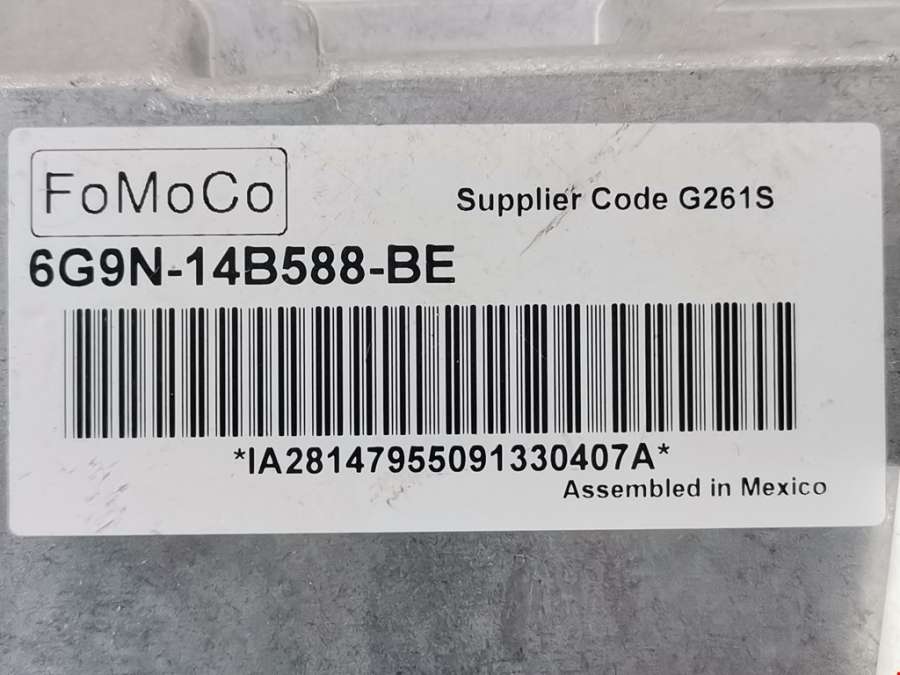 FoMoCo
Supplier Code G261S
6G9N-14B588-BE
*IA28147955091330407A*
Assembled in Mexico